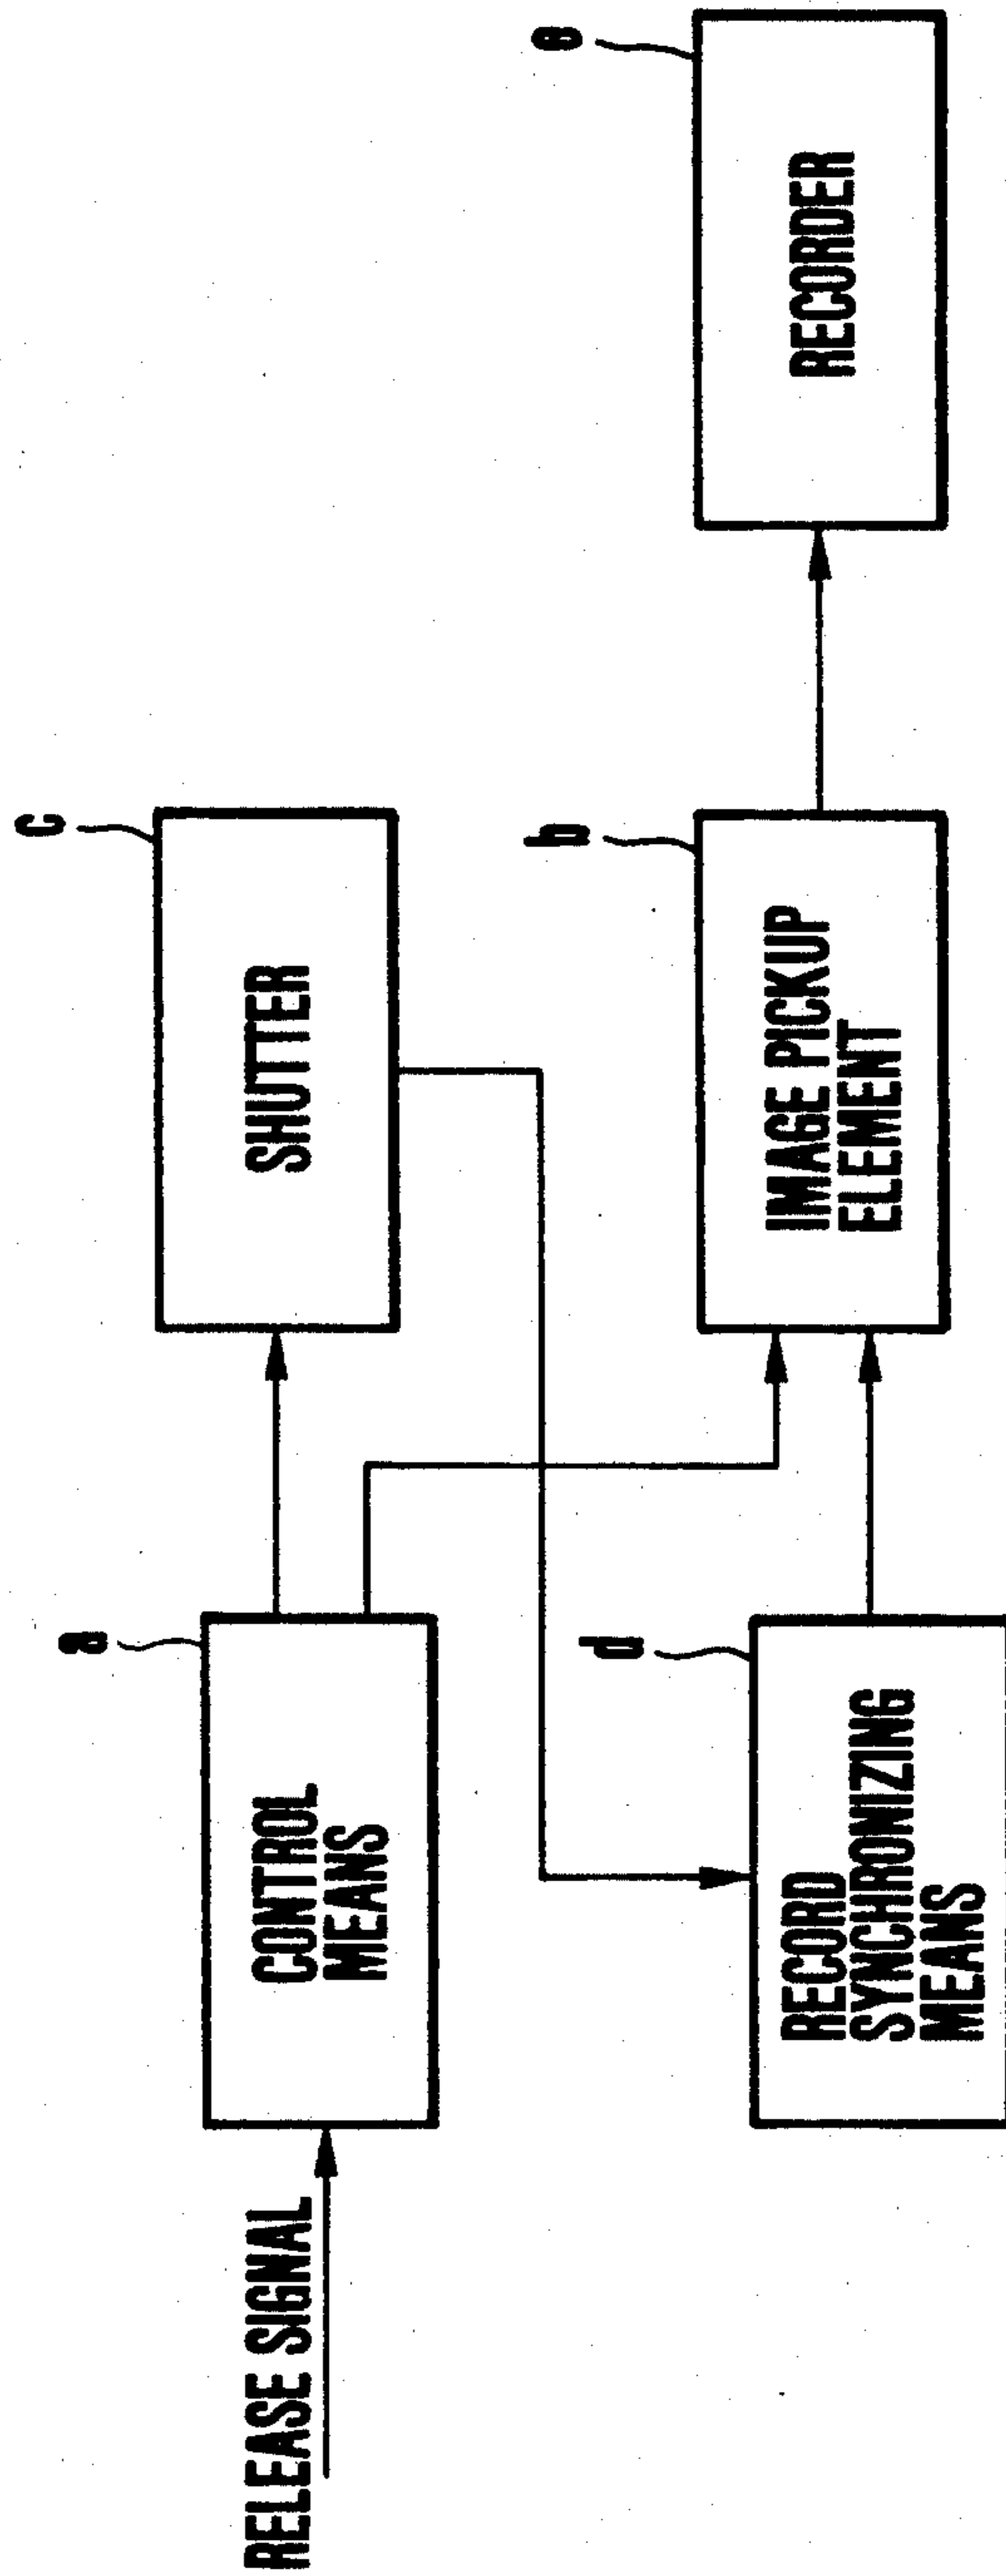 RELEASE SIGNAL
a
CONTROL
MEANS
c
SHUTTER
d
RECORD
SYNCHRONIZING
MEANS
b
IMAGE PICKUP
ELEMENT
e
RECORDER